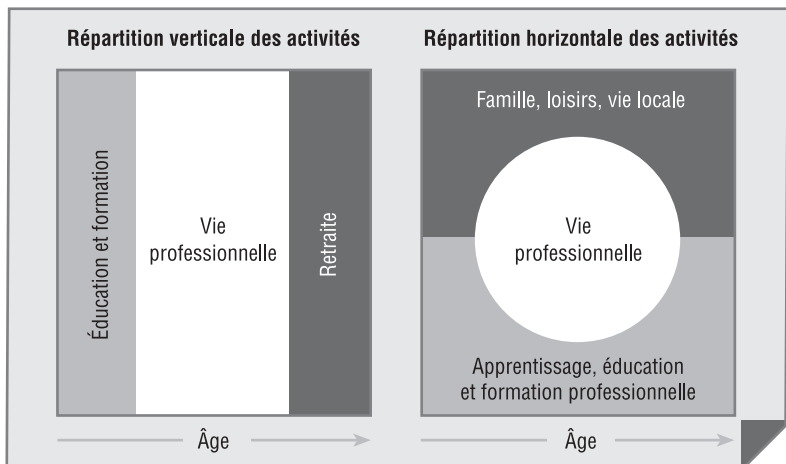 Répartition verticale des activités
Éducation et formation
Vie
professionnelle
Retraite
Âge
Répartition horizontale des activités
Famille, loisirs, vie locale
Vie
professionnelle
Apprentissage, éducation
et formation professionnelle
Âge